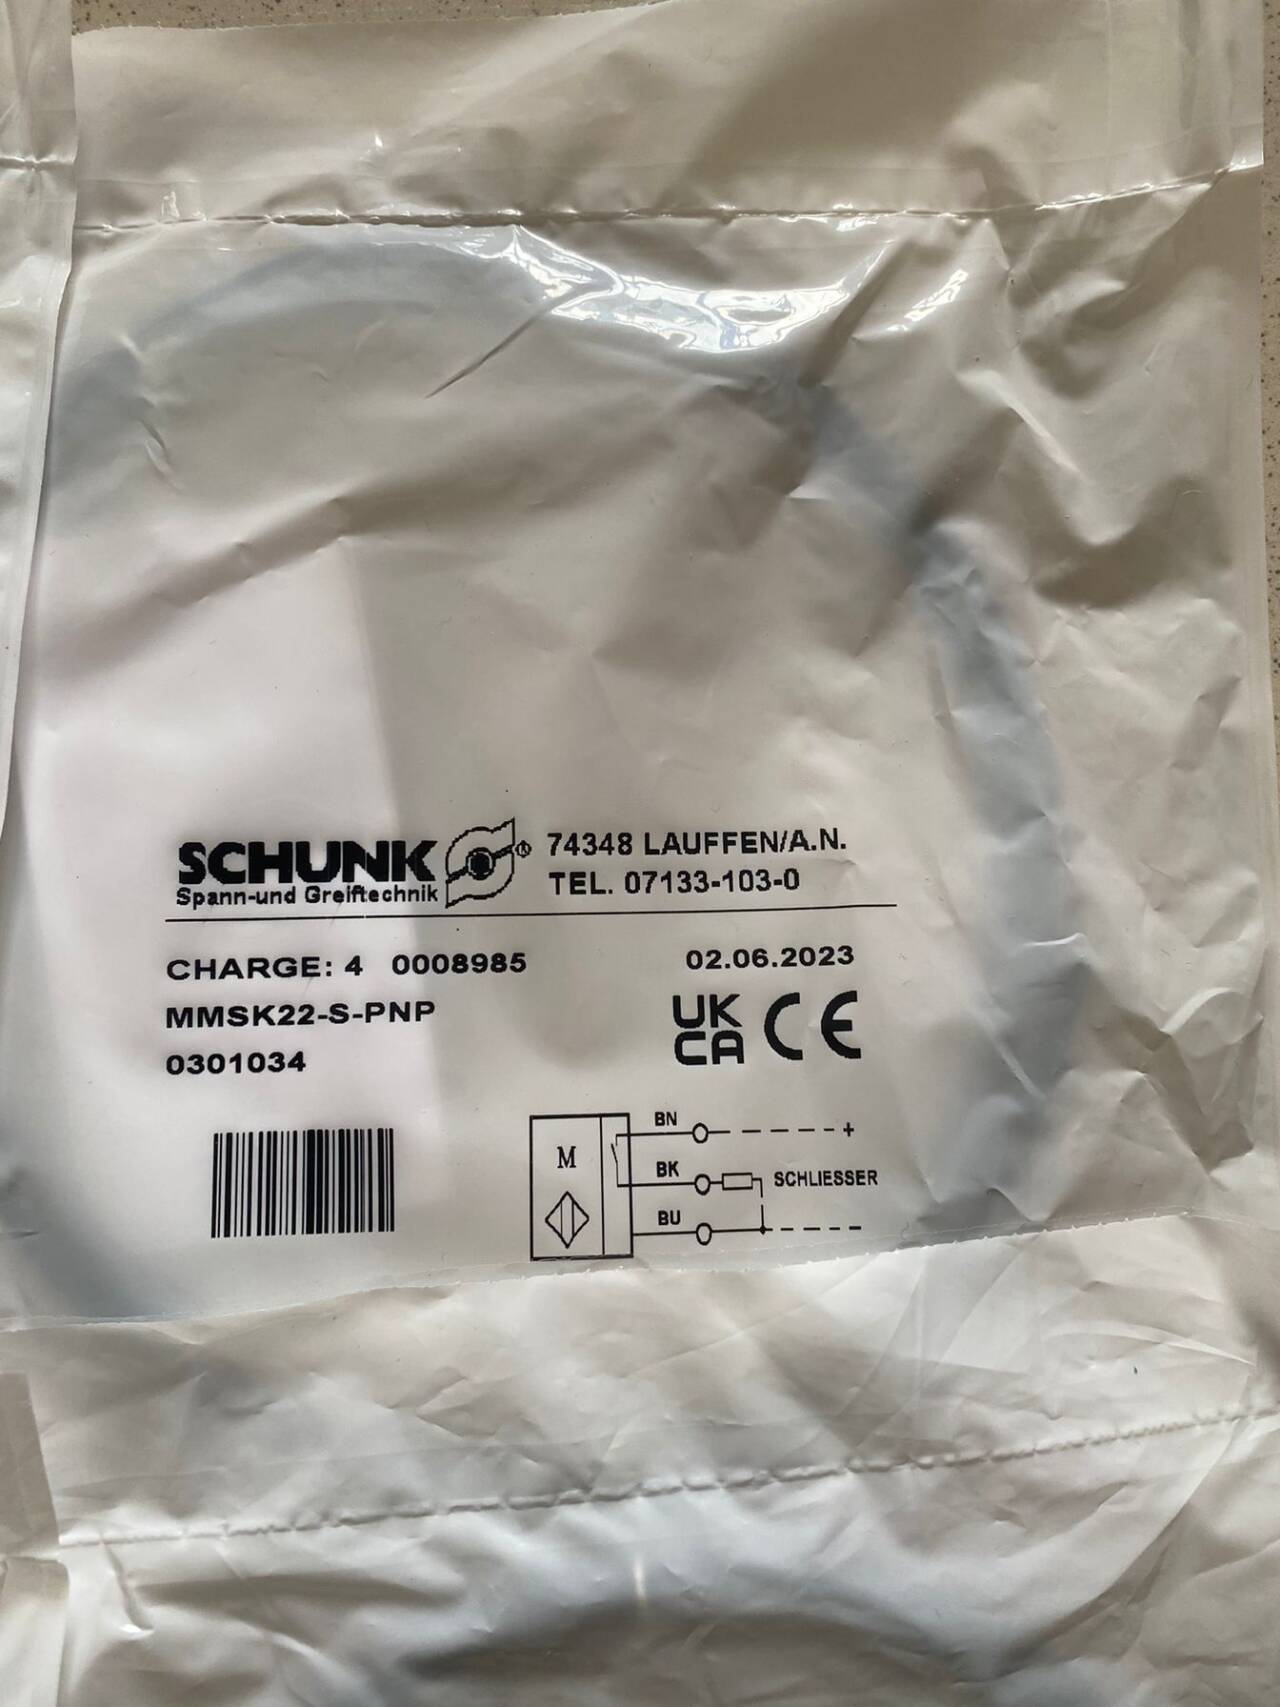 SCHUNK ® 74348 LAUFFEN/A.N.
Spann-und Greiftechnik TEL. 07133-103-0
CHARGE: 4 0008985 02.06.2023
MMSK22-S-PNP UK CA CE
0301034
BN +
M BK SCHLIESSER
BU -